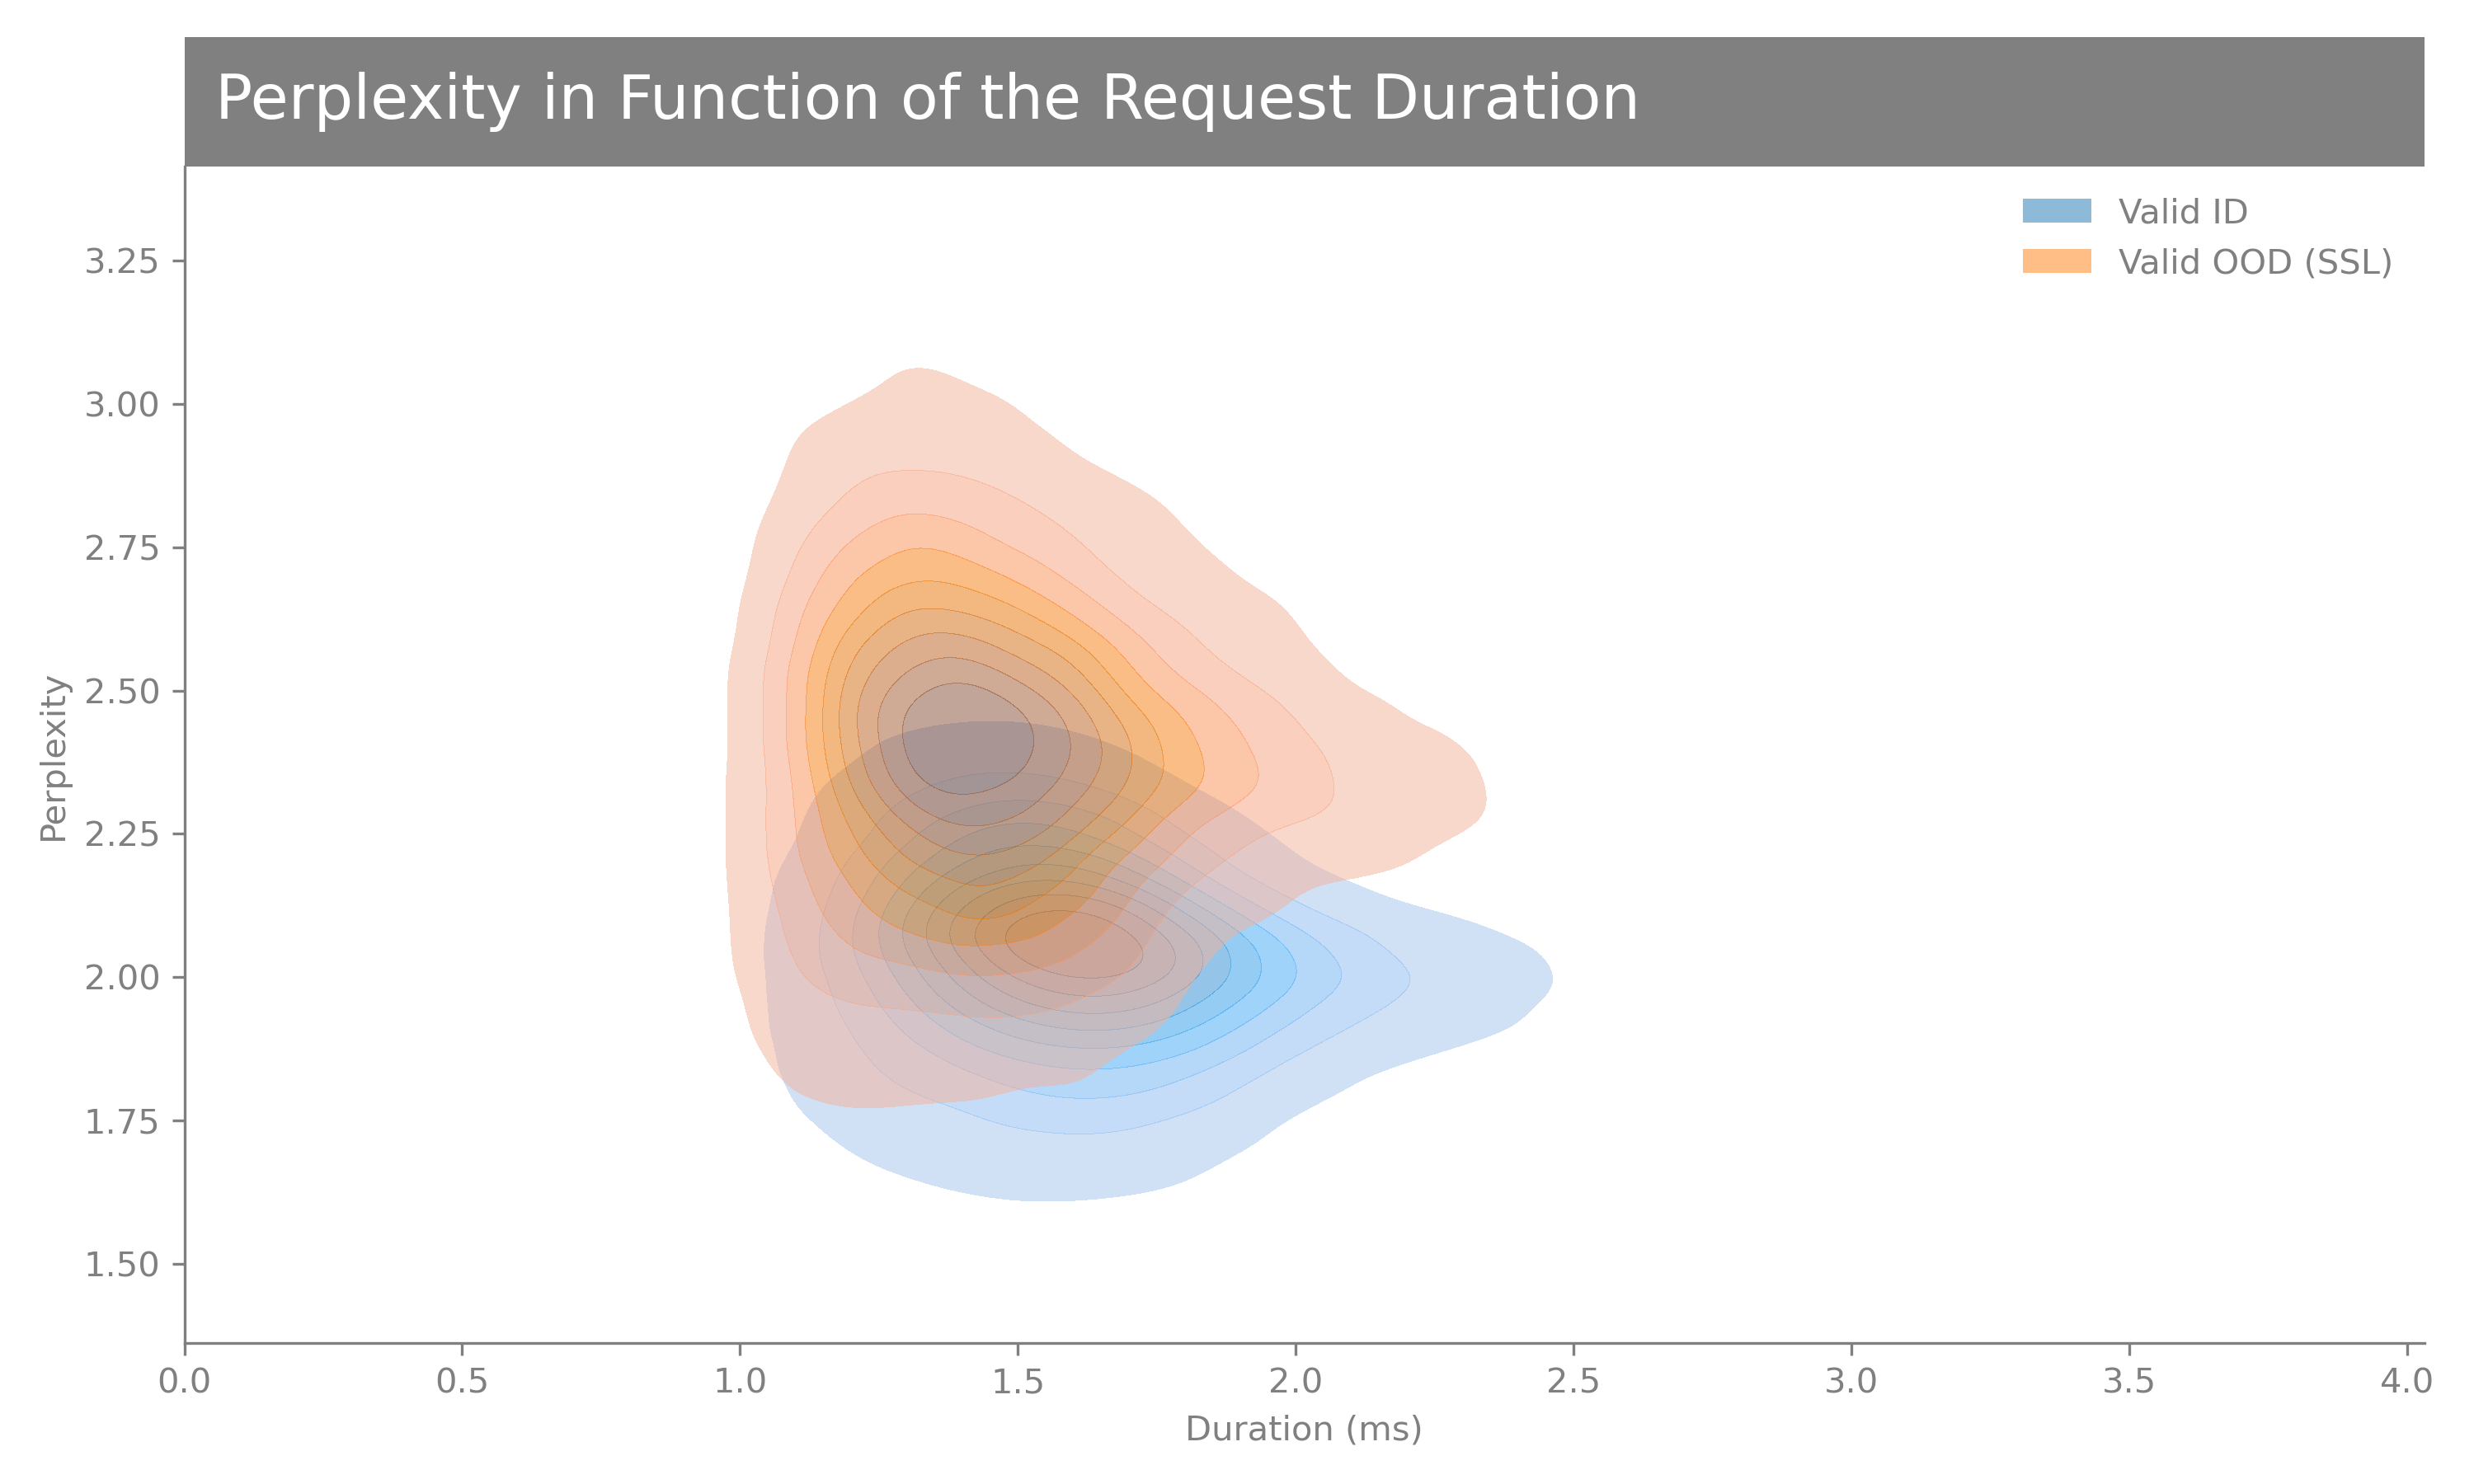 Perplexity in Function of the Request Duration
Valid ID
Valid OOD (SSL)
3.25
3.00
2.75
2.50
2.25
2.00
1.75
1.50
Perplexity
0.0 0.5 1.0 1.5 2.0 2.5 3.0 3.5 4.0
Duration (ms)